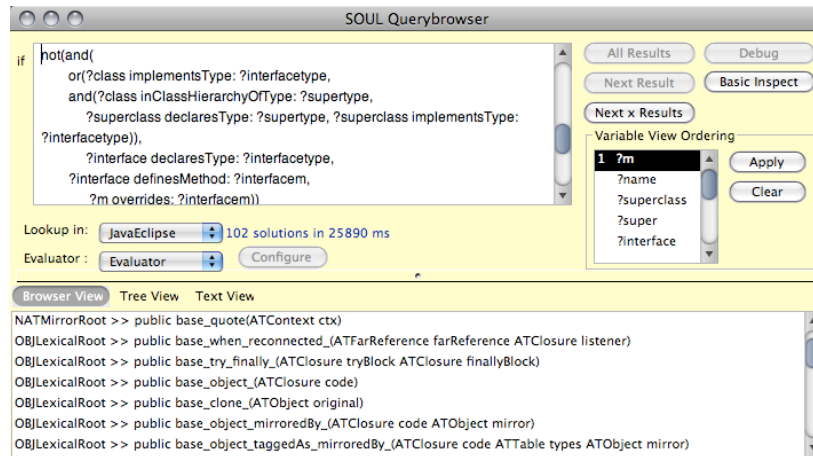 SOUL Querybrowser
if
not(and(
or(?class implementsType: ?interfacetype,
and(?class inClassHierarchyOfType: ?supertype,
?superclass declaresType: ?supertype, ?superclass implementsType:
?interfacetype)),
?interface declaresType: ?interfacetype,
?interface definesMethod: ?interfacem,
?m overrides: ?interfacem))
All Results
Debug
Next Result
Basic Inspect
Next x Results
Variable View Ordering
1 ?m
?name
?superclass
?super
?interface
Apply
Clear
Lookup in: JavaEclipse 102 solutions in 25890 ms
Evaluator : Evaluator Configure
Browser View Tree View Text View
NATMirrorRoot >> public base_quote(ATContext ctx)
OBJLexicalRoot >> public base_when_reconnected_(ATFarReference farReference ATClosure listener)
OBJLexicalRoot >> public base_try_finally_(ATClosure tryBlock ATClosure finallyBlock)
OBJLexicalRoot >> public base_object_(ATClosure code)
OBJLexicalRoot >> public base_clone_(ATObject original)
OBJLexicalRoot >> public base_object_mirroredBy_(ATClosure code ATObject mirror)
OBJLexicalRoot >> public base_object_taggedAs_mirroredBy_(ATClosure code ATTable types ATObject mirror)